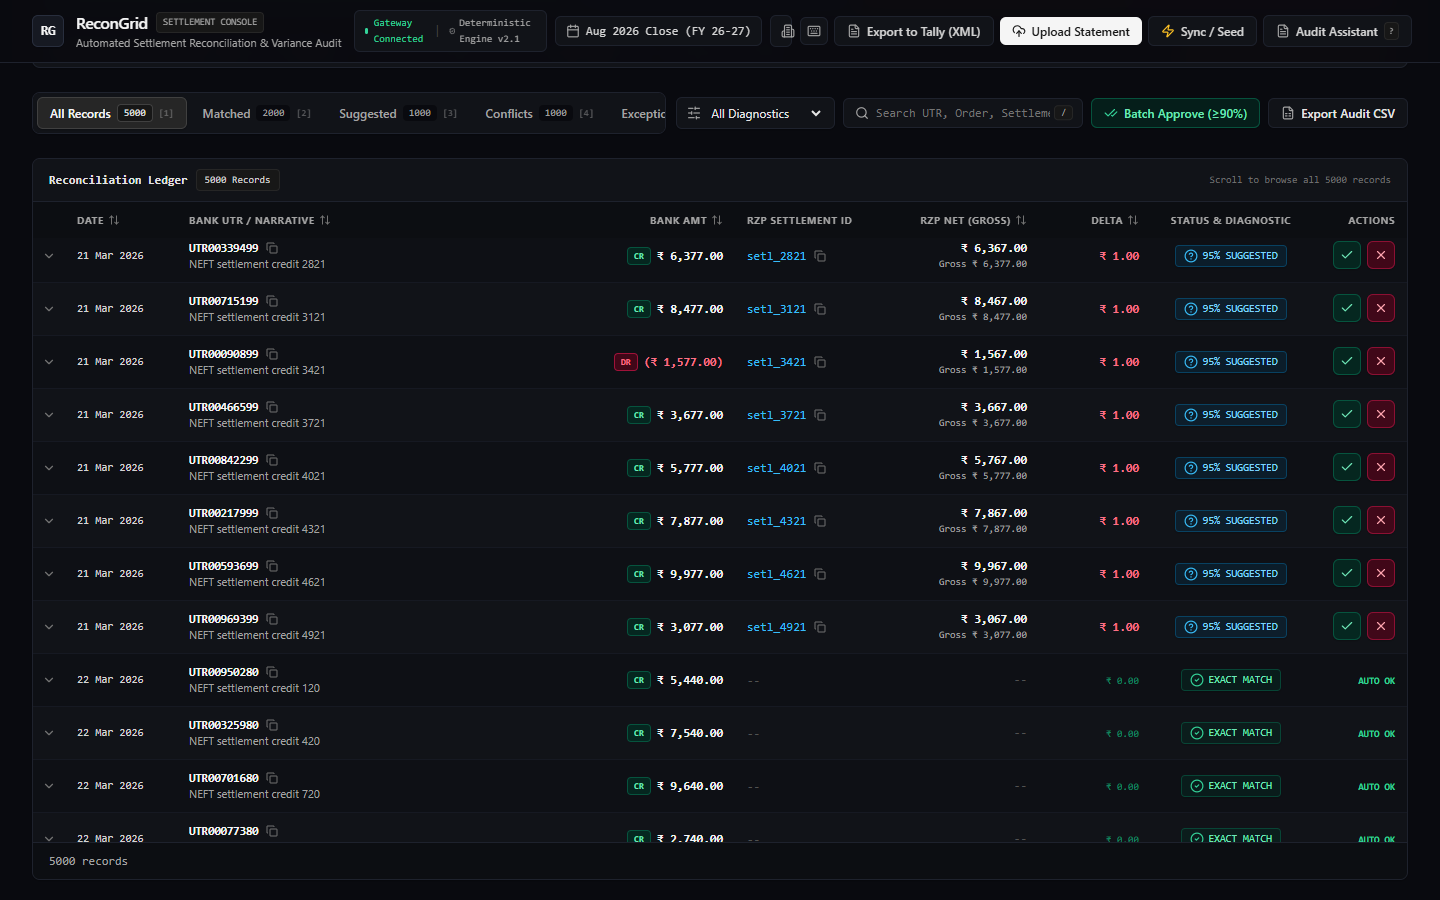 RG
ReconGrid SETTLEMENT CONSOLE
Automated Settlement Reconciliation & Variance Audit
Gateway Connected
Deterministic Engine v2.1
Aug 2026 Close (FY 26-27)
Export to Tally (XML)
Upload Statement
Sync / Seed
Audit Assistant ?
All Records 5000 [1]
Matched 2000 [2]
Suggested 1000 [3]
Conflicts 1000 [4]
Exceptio
All Diagnostics
Search UTR, Order, Settleme /
Batch Approve (≥90%)
Export Audit CSV
Reconciliation Ledger 5000 Records
Scroll to browse all 5000 records
DATE BANK UTR / NARRATIVE BANK AMT RZP SETTLEMENT ID RZP NET (GROSS) DELTA STATUS & DIAGNOSTIC ACTIONS
21 Mar 2026 UTR00339499 CR ₹ 6,377.00 setl_2821 ₹ 6,367.00 ₹ 1.00 95% SUGGESTED
NEFT settlement credit 2821 Gross ₹ 6,377.00
21 Mar 2026 UTR00715199 CR ₹ 8,477.00 setl_3121 ₹ 8,467.00 ₹ 1.00 95% SUGGESTED
NEFT settlement credit 3121 Gross ₹ 8,477.00
21 Mar 2026 UTR00090899 DR (₹ 1,577.00) setl_3421 ₹ 1,567.00 ₹ 1.00 95% SUGGESTED
NEFT settlement credit 3421 Gross ₹ 1,577.00
21 Mar 2026 UTR00466599 CR ₹ 3,677.00 setl_3721 ₹ 3,667.00 ₹ 1.00 95% SUGGESTED
NEFT settlement credit 3721 Gross ₹ 3,677.00
21 Mar 2026 UTR00842299 CR ₹ 5,777.00 setl_4021 ₹ 5,767.00 ₹ 1.00 95% SUGGESTED
NEFT settlement credit 4021 Gross ₹ 5,777.00
21 Mar 2026 UTR00217999 CR ₹ 7,877.00 setl_4321 ₹ 7,867.00 ₹ 1.00 95% SUGGESTED
NEFT settlement credit 4321 Gross ₹ 7,877.00
21 Mar 2026 UTR00593699 CR ₹ 9,977.00 setl_4621 ₹ 9,967.00 ₹ 1.00 95% SUGGESTED
NEFT settlement credit 4621 Gross ₹ 9,977.00
21 Mar 2026 UTR00969399 CR ₹ 3,077.00 setl_4921 ₹ 3,067.00 ₹ 1.00 95% SUGGESTED
NEFT settlement credit 4921 Gross ₹ 3,077.00
22 Mar 2026 UTR00950280 CR ₹ 5,440.00 -- -- ₹ 0.00 EXACT MATCH AUTO OK
NEFT settlement credit 120
22 Mar 2026 UTR00325980 CR ₹ 7,540.00 -- -- ₹ 0.00 EXACT MATCH AUTO OK
NEFT settlement credit 420
22 Mar 2026 UTR00701680 CR ₹ 9,640.00 -- -- ₹ 0.00 EXACT MATCH AUTO OK
NEFT settlement credit 720
22 Mar 2026 UTR00077380 CR ₹ 2,740.00 -- -- ₹ 0.00 EXACT MATCH AUTO OK
5000 records